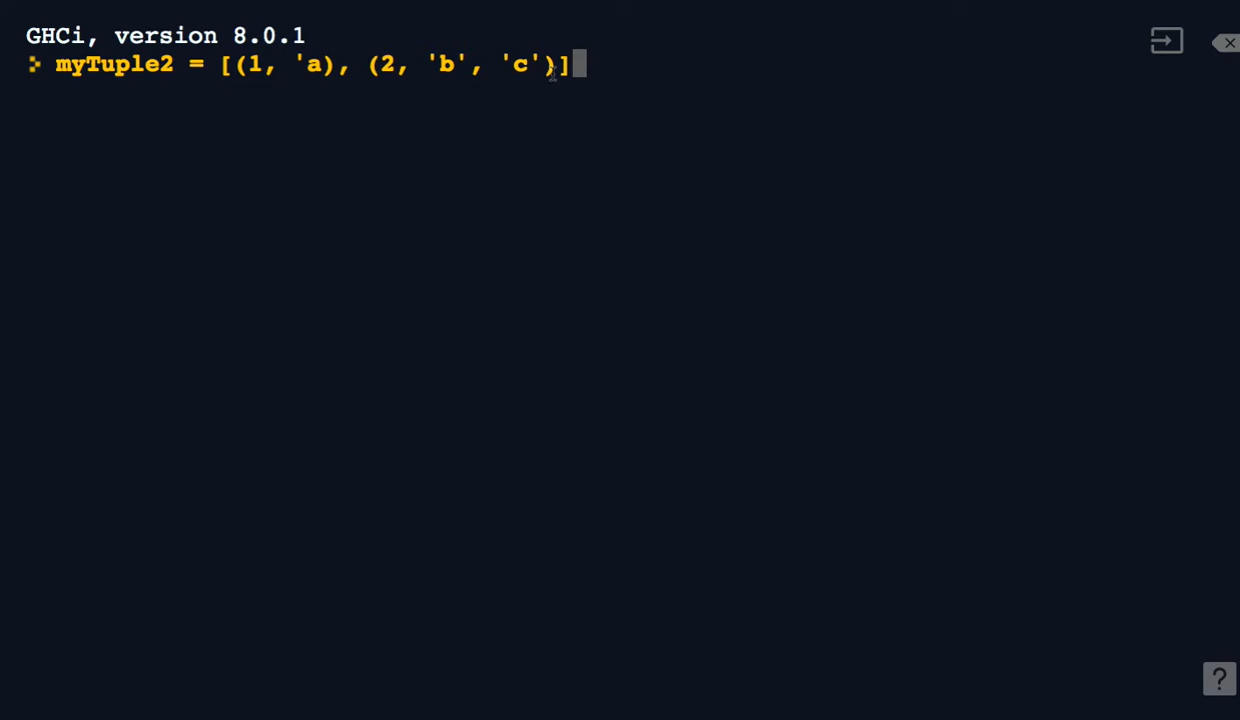 GHCi, version 8.0.1
myTuple2 = [(1, 'a), (2, 'b', 'c')]
?